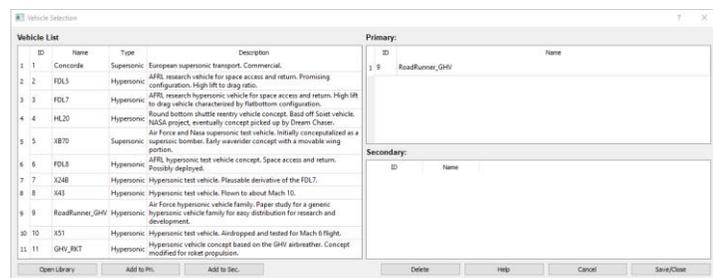 Vehicle Selection
? ×
Vehicle List
ID Name Type Description
1 1 Concorde Supersonic European supersonic transport. Commercial.
2 2 FDL5 Hypersonic AFRL research vehicle for space access and return. Promising
configuration. High lift to drag ratio.
3 3 FDL7 Hypersonic AFRL research hypersonic vehicle for space access and return. High lift
to drag vehicle characterized by flatbottom configuration.
4 4 HL20 Hypersonic Round bottom shuttle reentry vehicle concept. Basd off Soiet vehicle.
NASA project, eventually concept picked up by Dream Chaser.
5 5 XB70 Supersonic Air Force and Nasa supersonic test vehicle. Initially conceputalized as a
supersoic bomber. Early waverider concept with a movable wing
portion.
6 6 FDL8 Hypersonic AFRL hypersonic test vehicle concept. Space access and return.
Possibly deployed.
7 7 X24B Hypersonic Hypersonic test vehicle. Plausable derivative of the FDL7.
8 8 X43 Hypersonic Hypersonic test vehicle. Flown to about Mach 10.
9 9 RoadRunner_GHV Hypersonic Air Force hypersonic vehicle family. Paper study for a generic
hypersonic vehicle family for easy distribution for research and
development.
10 10 X51 Hypersonic Hypersonic test vehicle. Airdropped and tested for Mach 6 flight.
11 11 GHV_RKT Hypersonic Hypersonic vehicle concept based on the GHV airbreather. Concept
modified for roket propulsion.
Open Library Add to Pri. Add to Sec.
Primary:
ID Name
1 9 RoadRunner_GHV
Secondary:
ID Name
Delete Help Cancel Save/Close